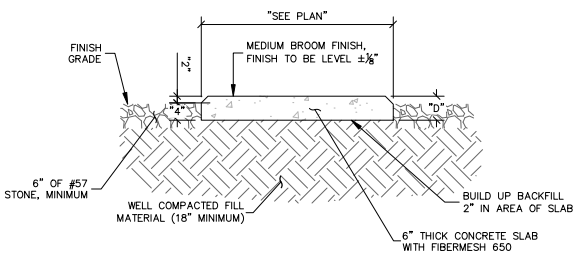 "SEE PLAN"
FINISH
GRADE
"2"
MEDIUM BROOM FINISH,
FINISH TO BE LEVEL ±⅛"
"4"
"D"
6" OF #57
STONE, MINIMUM
WELL COMPACTED FILL
MATERIAL (18" MINIMUM)
BUILD UP BACKFILL
2" IN AREA OF SLAB
6" THICK CONCRETE SLAB
WITH FIBERMESH 650